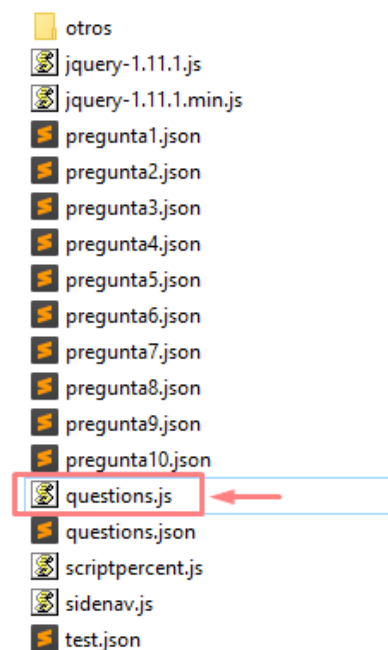 otros
jquery-1.11.1.js
jquery-1.11.1.min.js
pregunta1.json
pregunta2.json
pregunta3.json
pregunta4.json
pregunta5.json
pregunta6.json
pregunta7.json
pregunta8.json
pregunta9.json
pregunta10.json
questions.js
questions.json
scriptpercent.js
sidenav.js
test.json